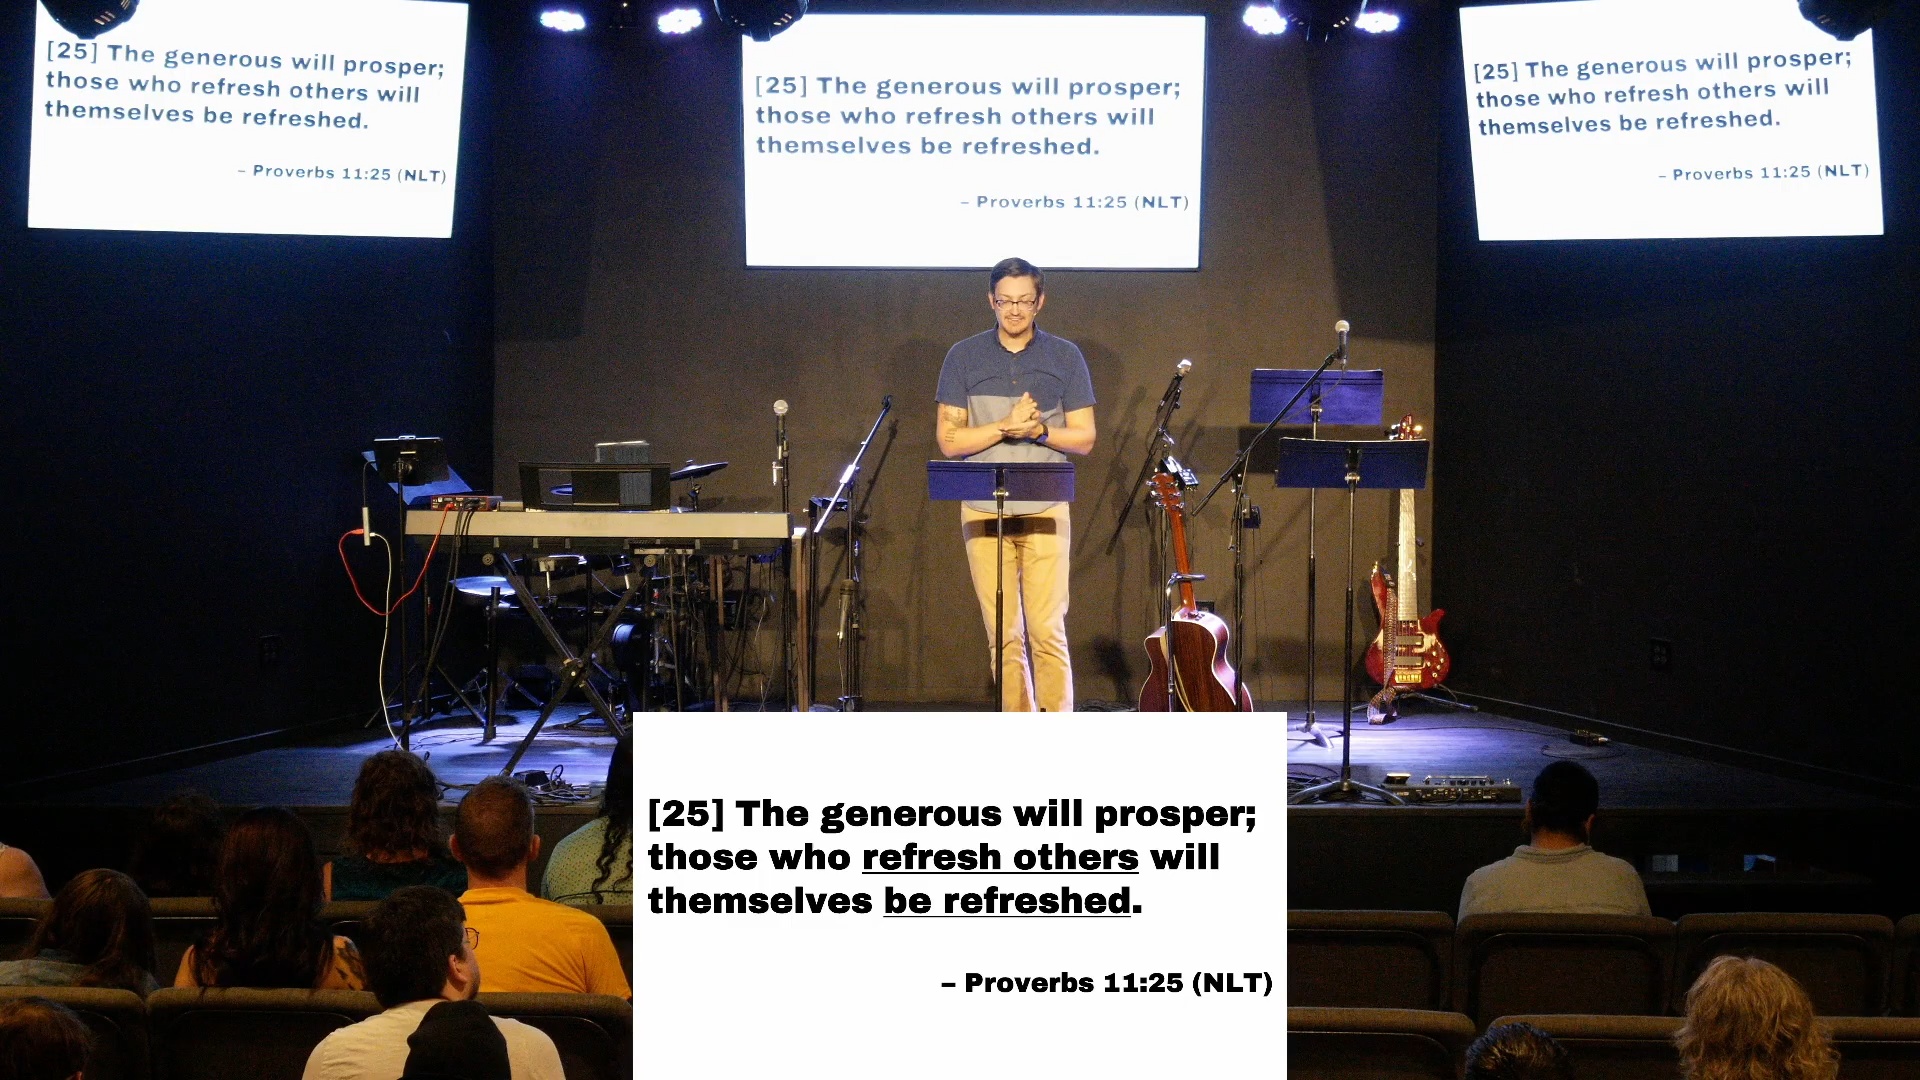 [25] The generous will prosper;
those who refresh others will
themselves be refreshed.
– Proverbs 11:25 (NLT)
[25] The generous will prosper;
those who refresh others will
themselves be refreshed.
– Proverbs 11:25 (NLT)
[25] The generous will prosper;
those who refresh others will
themselves be refreshed.
– Proverbs 11:25 (NLT)
[25] The generous will prosper;
those who refresh others will
themselves be refreshed.
– Proverbs 11:25 (NLT)